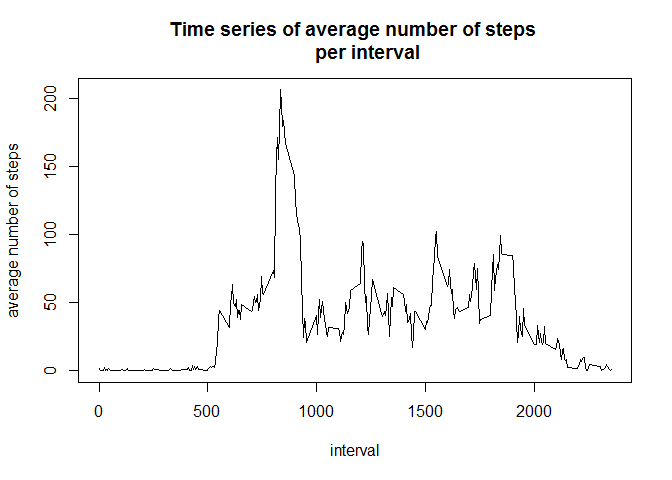 Time series of average number of steps
per interval
average number of steps
200
150
100
50
0
0 500 1000 1500 2000
interval